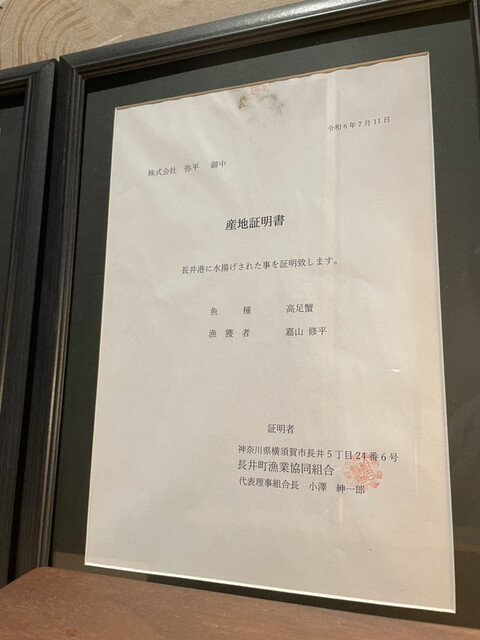 令和6年7月11日
株式会社　弥平　御中
産地証明書
長井港に水揚げされた事を証明致します。
魚　種　高足蟹
漁獲者　嘉山 修平
証明者
神奈川県横須賀市長井5丁目24番6号
長井町漁業協同組合
代表理事組合長　小澤　紳一郎